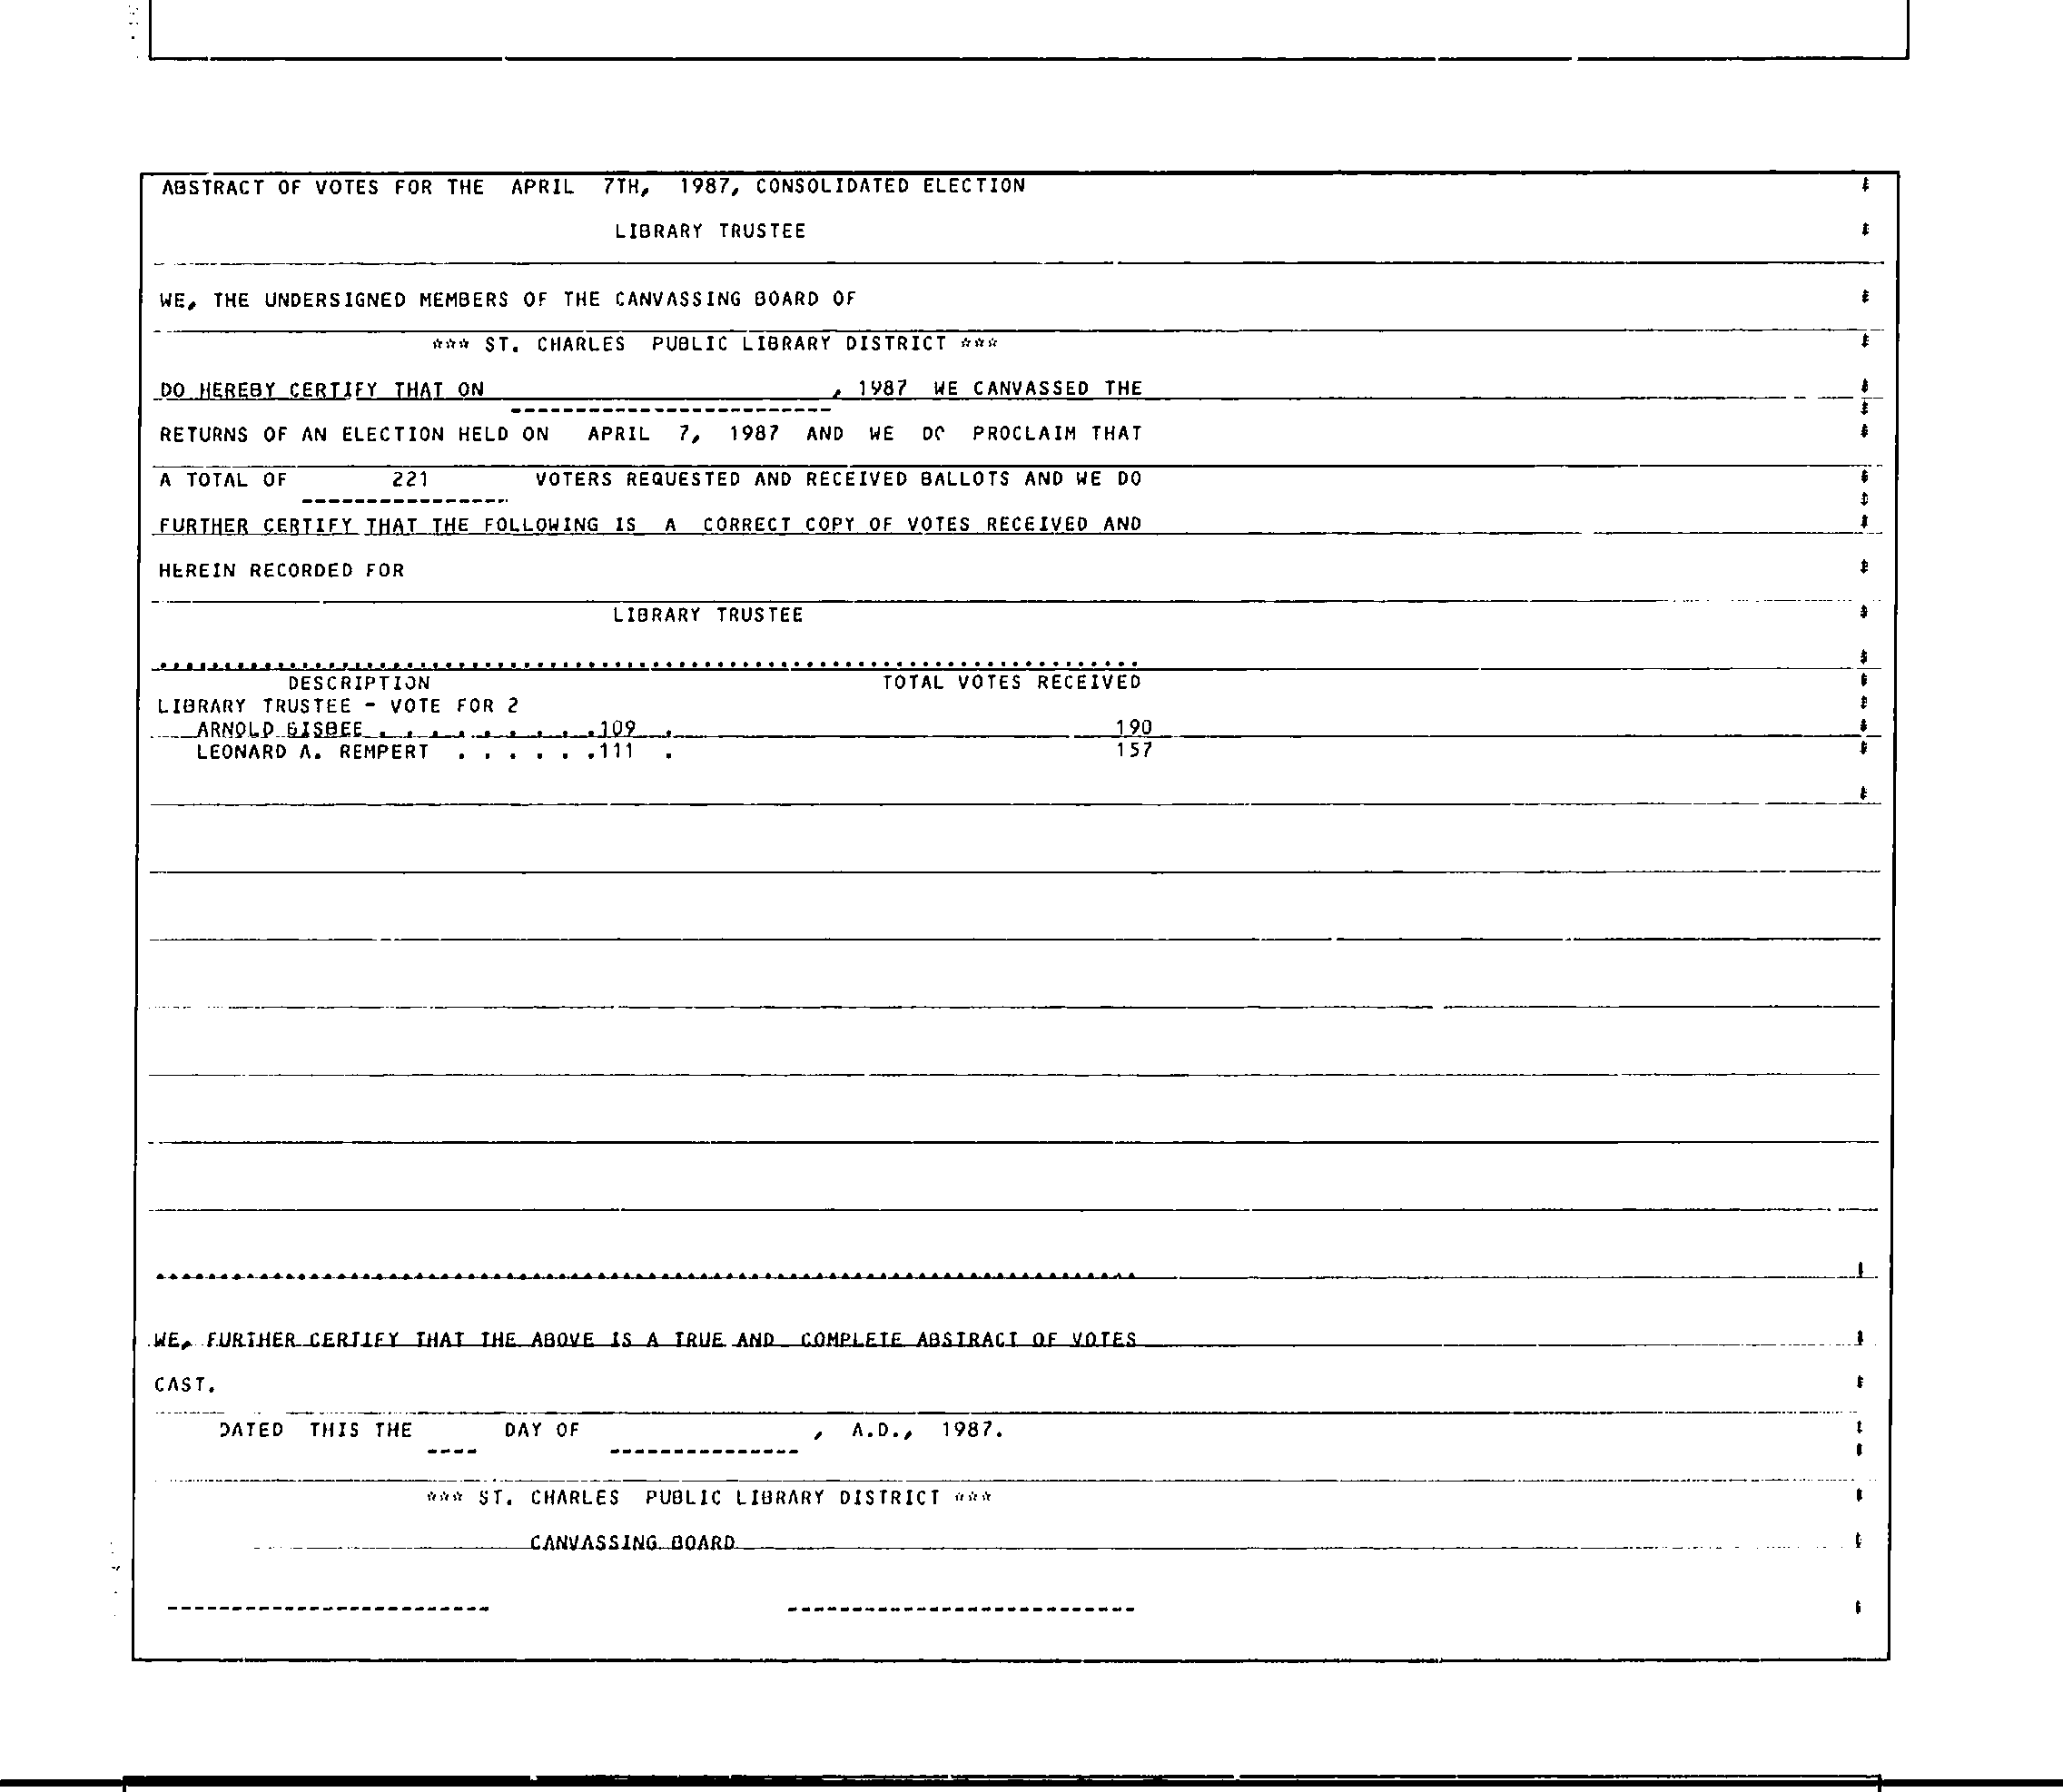 ABSTRACT OF VOTES FOR THE APRIL 7TH, 1987, CONSOLIDATED ELECTION
LIBRARY TRUSTEE
WE, THE UNDERSIGNED MEMBERS OF THE CANVASSING BOARD OF
*** ST. CHARLES PUBLIC LIBRARY DISTRICT ***
DO HEREBY CERTIFY THAT ON , 1987 WE CANVASSED THE
RETURNS OF AN ELECTION HELD ON APRIL 7, 1987 AND WE DO PROCLAIM THAT
A TOTAL OF 221 VOTERS REQUESTED AND RECEIVED BALLOTS AND WE DO
FURTHER CERTIFY THAT THE FOLLOWING IS A CORRECT COPY OF VOTES RECEIVED AND
HEREIN RECORDED FOR
LIBRARY TRUSTEE
DESCRIPTION TOTAL VOTES RECEIVED
LIBRARY TRUSTEE - VOTE FOR 2
ARNOLD . . . . . . . . .109 . 190
LEONARD A. REMPERT . . . . . .111 . 157
WE, FURTHER CERTIFY THAT THE ABOVE IS A TRUE AND COMPLETE ABSTRACT OF VOTES
CAST.
DATED THIS THE ---- DAY OF , A.D., 1987.
*** ST. CHARLES PUBLIC LIBRARY DISTRICT ***
CANVASSING BOARD